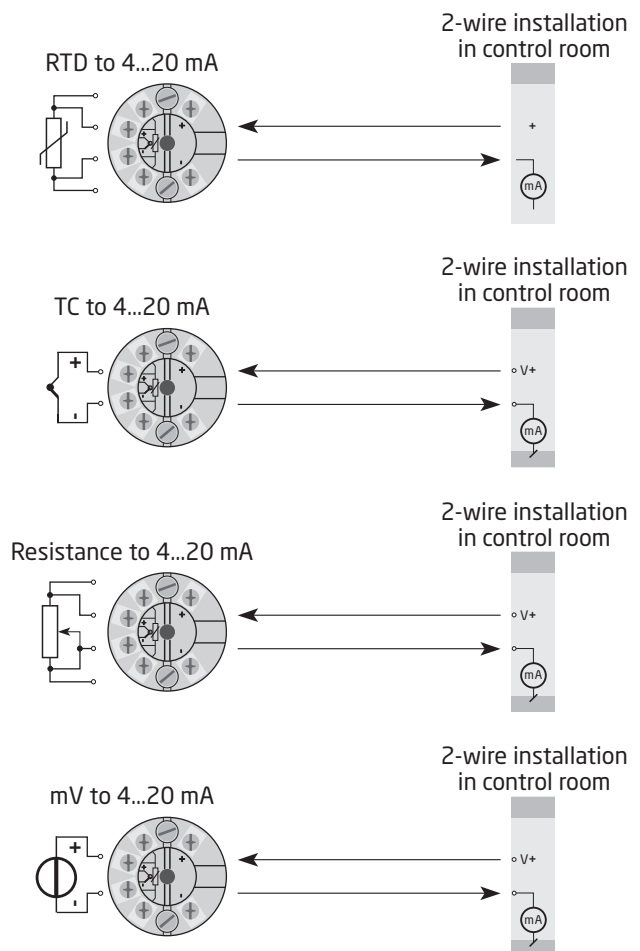 2-wire installation
in control room
RTD to 4...20 mA
+
-
+
mA
2-wire installation
in control room
TC to 4...20 mA
+
-
+
-
V+
mA
2-wire installation
in control room
Resistance to 4...20 mA
+
-
V+
mA
2-wire installation
in control room
mV to 4...20 mA
+
-
+
-
V+
mA